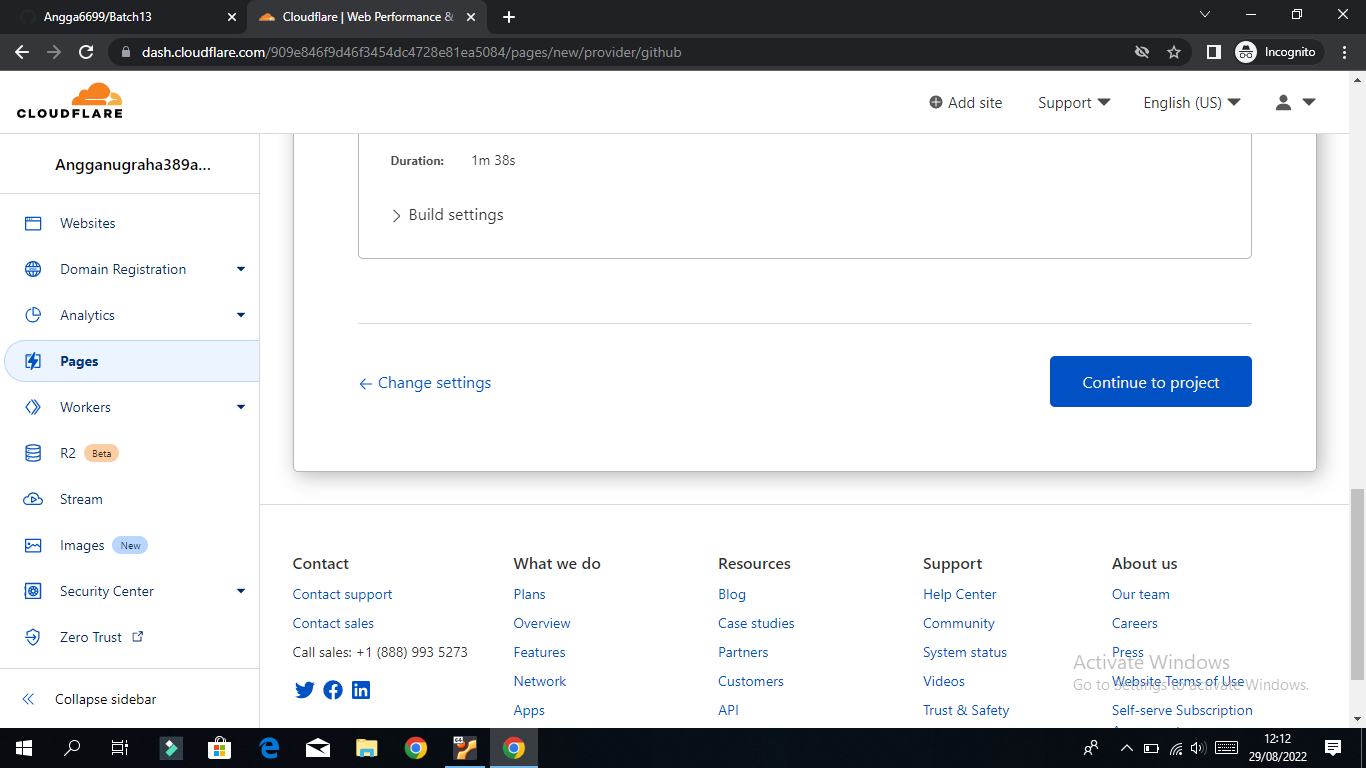 Angga6699/Batch13
Cloudflare | Web Performance &
dash.cloudflare.com/909e846f9d46f3454dc4728e81ea5084/pages/new/provider/github
Incognito
CLOUDFLARE
Add site
Support
English (US)
Angganugraha389a...
Websites
Domain Registration
Analytics
Pages
Workers
R2 Beta
Stream
Images New
Security Center
Zero Trust
Collapse sidebar
Duration: 1m 38s
Build settings
Change settings
Continue to project
Contact
Contact support
Contact sales
Call sales: +1 (888) 993 5273
What we do
Plans
Overview
Features
Network
Apps
Resources
Blog
Case studies
Partners
Customers
API
Support
Help Center
Community
System status
Videos
Trust & Safety
About us
Our team
Careers
Press
Website Terms of Use
Self-serve Subscription
Activate Windows
Go to Settings to activate Windows.
64
12:12
29/08/2022